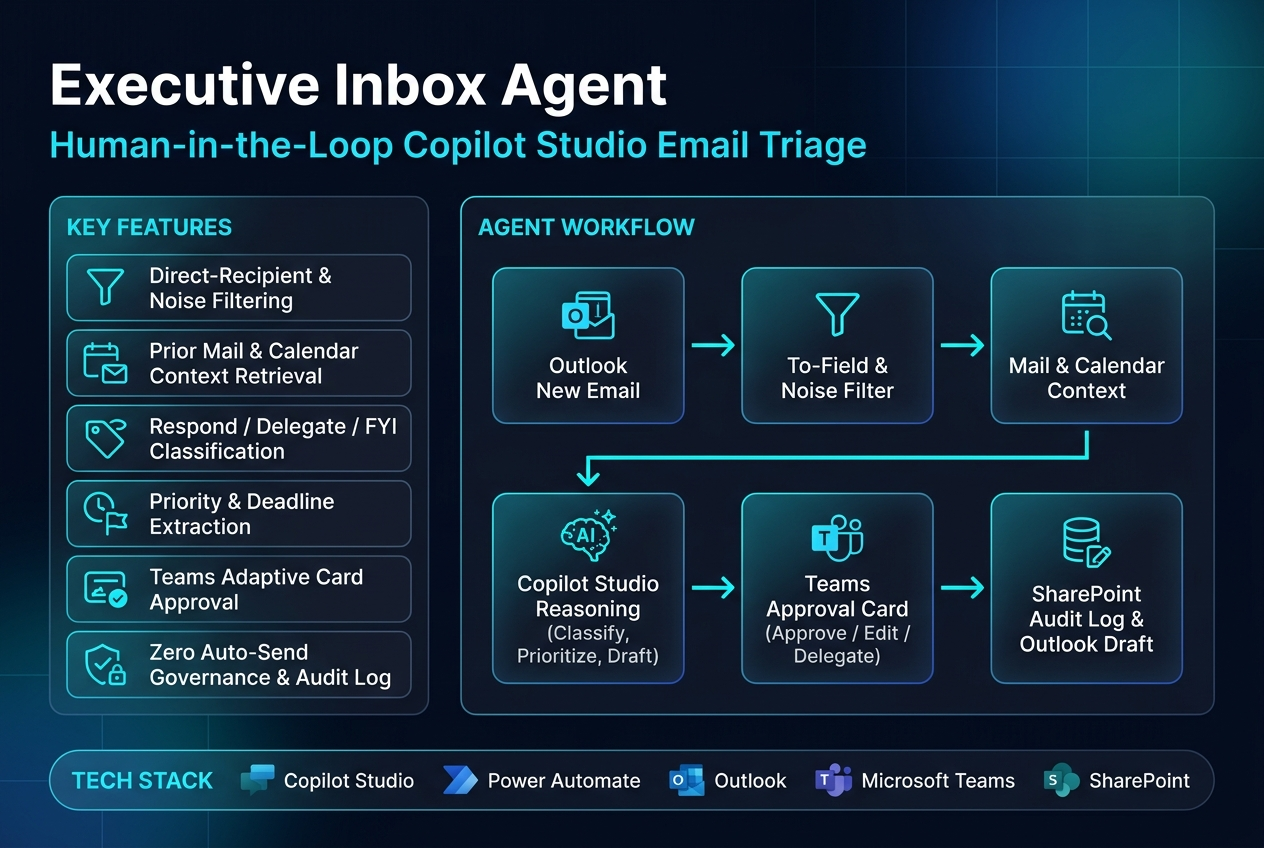 Executive Inbox Agent
Human-in-the-Loop Copilot Studio Email Triage
KEY FEATURES
Direct-Recipient &
Noise Filtering
Prior Mail & Calendar
Context Retrieval
Respond / Delegate / FYI
Classification
Priority & Deadline
Extraction
Teams Adaptive Card
Approval
Zero Auto-Send
Governance & Audit Log
AGENT WORKFLOW
O
Outlook
New Email
To-Field &
Noise Filter
Mail & Calendar
Context
AI
Copilot Studio
Reasoning
(Classify,
Prioritize, Draft)
T
Teams
Approval Card
(Approve / Edit /
Delegate)
SharePoint
Audit Log &
Outlook Draft
TECH STACK
Copilot Studio
Power Automate
O
Outlook
T
Microsoft Teams
S
SharePoint